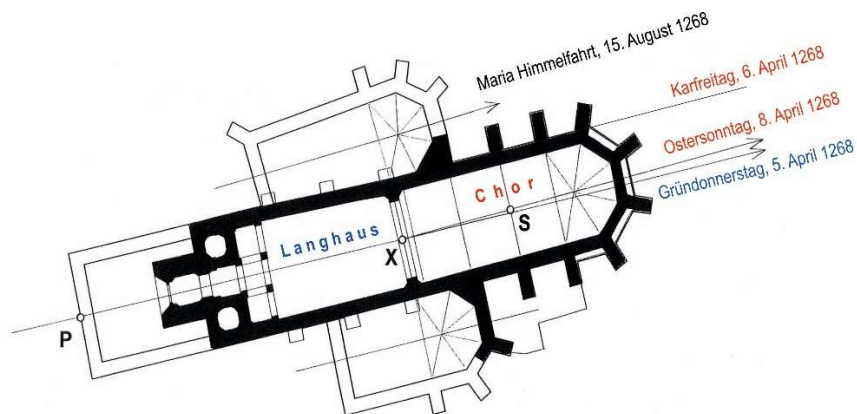 Maria Himmelfahrt, 15. August 1268
Karfreitag, 6. April 1268
Ostersonntag, 8. April 1268
Gründonnerstag, 5. April 1268
Chor
S
Langhaus
X
P